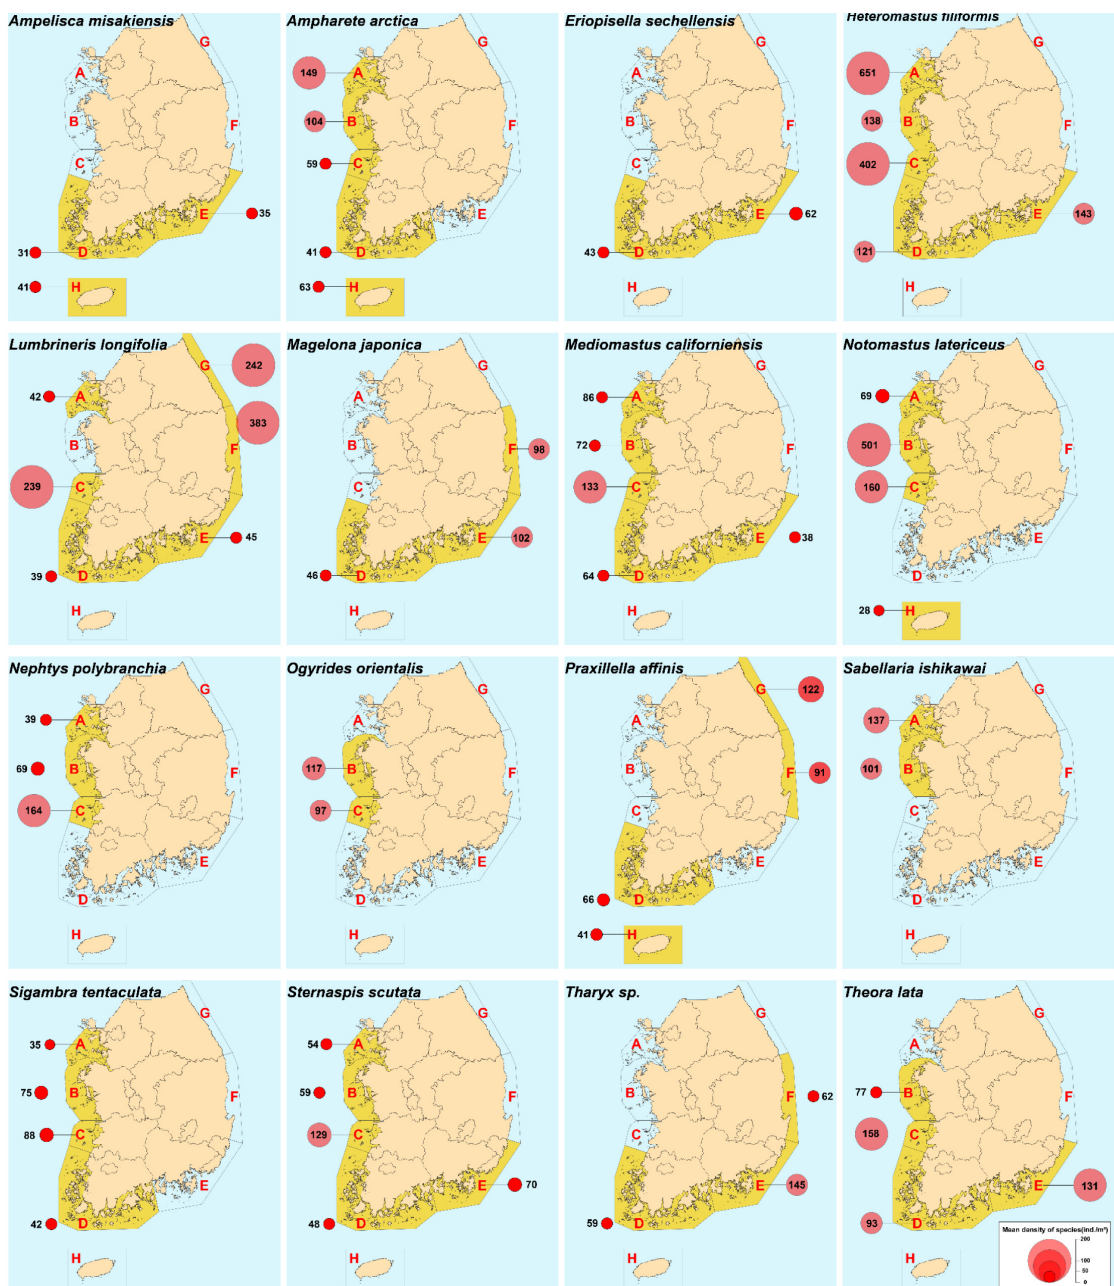 Ampelisca misakiensis
G
A
B
F
C
E
35
31
D
41
H
Ampharete arctica
G
149
A
104
B
F
59
C
E
41
D
63
H
Eriopisella sechellensis
G
A
B
F
C
E
62
43
D
H
Heteromastus filiformis
G
651
A
138
B
F
402
C
E
143
121
D
H
Lumbrineris longifolia
G
242
42
A
383
B
F
239
C
E
45
39
D
H
Magelona japonica
G
A
B
F
98
C
E
102
46
D
H
Mediomastus californiensis
G
86
A
72
B
F
133
C
E
38
64
D
H
Notomastus latericeus
G
69
A
501
B
F
160
C
E
D
28
H
Nephtys polybranchia
G
39
A
69
B
F
164
C
E
D
H
Ogyrides orientalis
G
A
117
B
F
97
C
E
D
H
Praxillella affinis
G
122
A
B
F
91
C
E
66
D
41
H
Sabellaria ishikawai
G
137
A
101
B
F
C
E
D
H
Sigambra tentaculata
G
35
A
75
B
F
88
C
E
42
D
H
Sternaspis scutata
G
54
A
59
B
F
129
C
E
70
48
D
H
Tharyx sp.
G
A
B
F
62
C
E
145
59
D
H
Theora lata
G
A
77
B
F
158
C
E
131
93
D
H
Mean density of species(ind./m²)
200
100
50
0